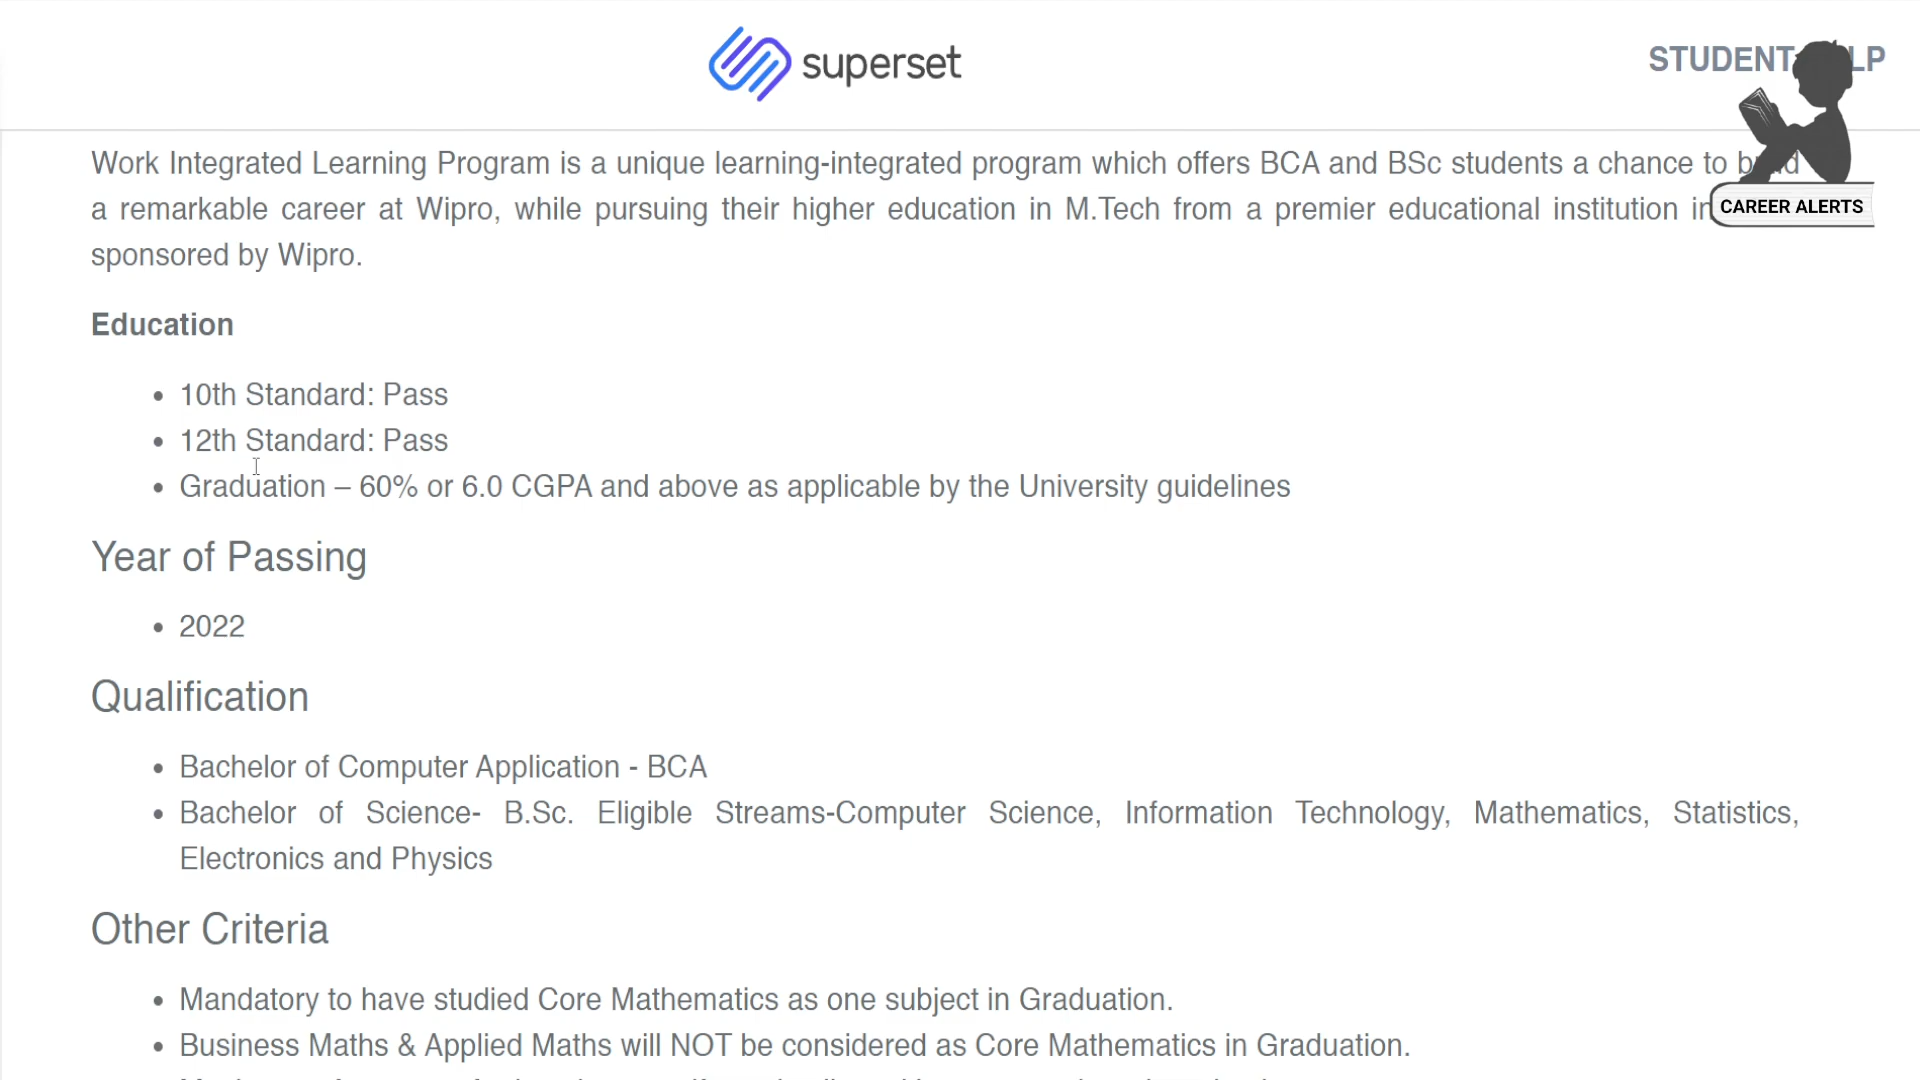 superset
STUDENT LP
CAREER ALERTS
Work Integrated Learning Program is a unique learning-integrated program which offers BCA and BSc students a chance to
a remarkable career at Wipro, while pursuing their higher education in M.Tech from a premier educational institution in
sponsored by Wipro.
Education
• 10th Standard: Pass
• 12th Standard: Pass
• Graduation – 60% or 6.0 CGPA and above as applicable by the University guidelines
Year of Passing
• 2022
Qualification
• Bachelor of Computer Application - BCA
• Bachelor of Science- B.Sc. Eligible Streams-Computer Science, Information Technology, Mathematics, Statistics,
Electronics and Physics
Other Criteria
• Mandatory to have studied Core Mathematics as one subject in Graduation.
• Business Maths & Applied Maths will NOT be considered as Core Mathematics in Graduation.